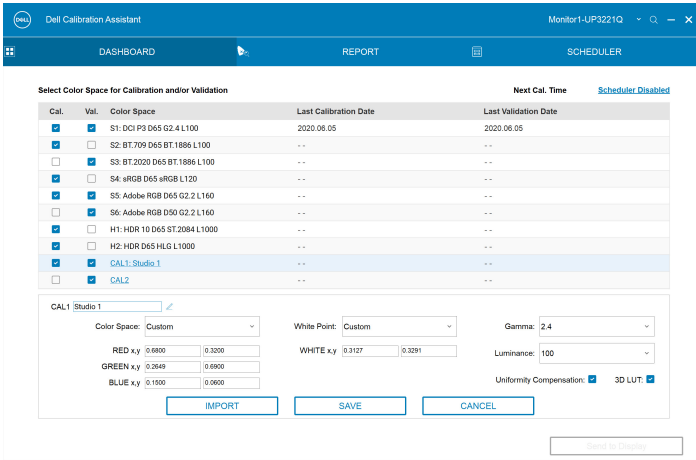 DELL Dell Calibration Assistant Monitor1-UP3221Q
DASHBOARD REPORT SCHEDULER
Select Color Space for Calibration and/or Validation Next Cal. Time Scheduler Disabled
Cal. Val. Color Space Last Calibration Date Last Validation Date
S1: DCI P3 D65 G2.4 L100 2020.06.05 2020.06.05
S2: BT.709 D65 BT.1886 L100 - - - -
S3: BT.2020 D65 BT.1886 L100 - - - -
S4: sRGB D65 sRGB L120 - - - -
S5: Adobe RGB D65 G2.2 L160 - - - -
S6: Adobe RGB D50 G2.2 L160 - - - -
H1: HDR 10 D65 ST.2084 L1000 - - - -
H2: HDR D65 HLG L1000 - - - -
CAL1: Studio 1 - - - -
CAL2 - - - -
CAL1 Studio 1
Color Space: Custom White Point: Custom Gamma: 2.4
RED x,y 0.6800 0.3200 WHITE x,y 0.3127 0.3291 Luminance: 100
GREEN x,y 0.2649 0.6900
BLUE x,y 0.1500 0.0600 Uniformity Compensation: 3D LUT:
IMPORT SAVE CANCEL
Send to Display